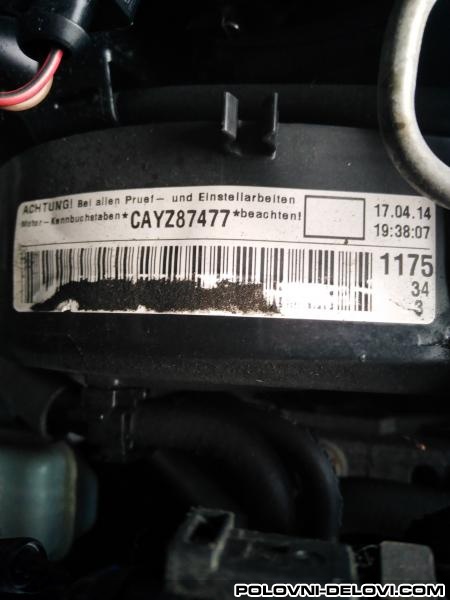 ACHTUNG! Bei allen Pruef- und Einstellarbeiten
Motor-Kennbuchstaben *CAYZ87477* beachten!
17.04.14
19:38:07
1175
34
3
POLOVNI-DELOVI.COM